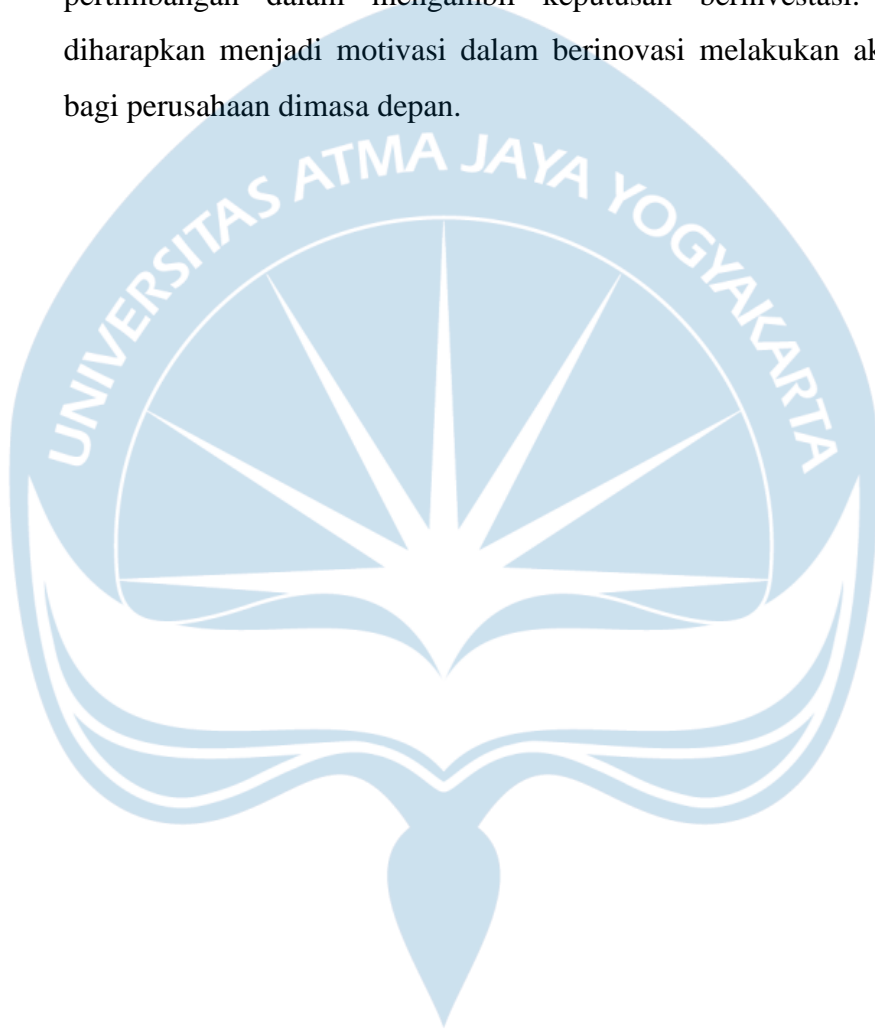 pertimbangan dalam mengambil keputusan berinvestasi.
diharapkan menjadi motivasi dalam berinovasi melakukan
bagi perusahaan dimasa depan.
UNIVERSITAS ATMA JAYA YOGYAKARTA